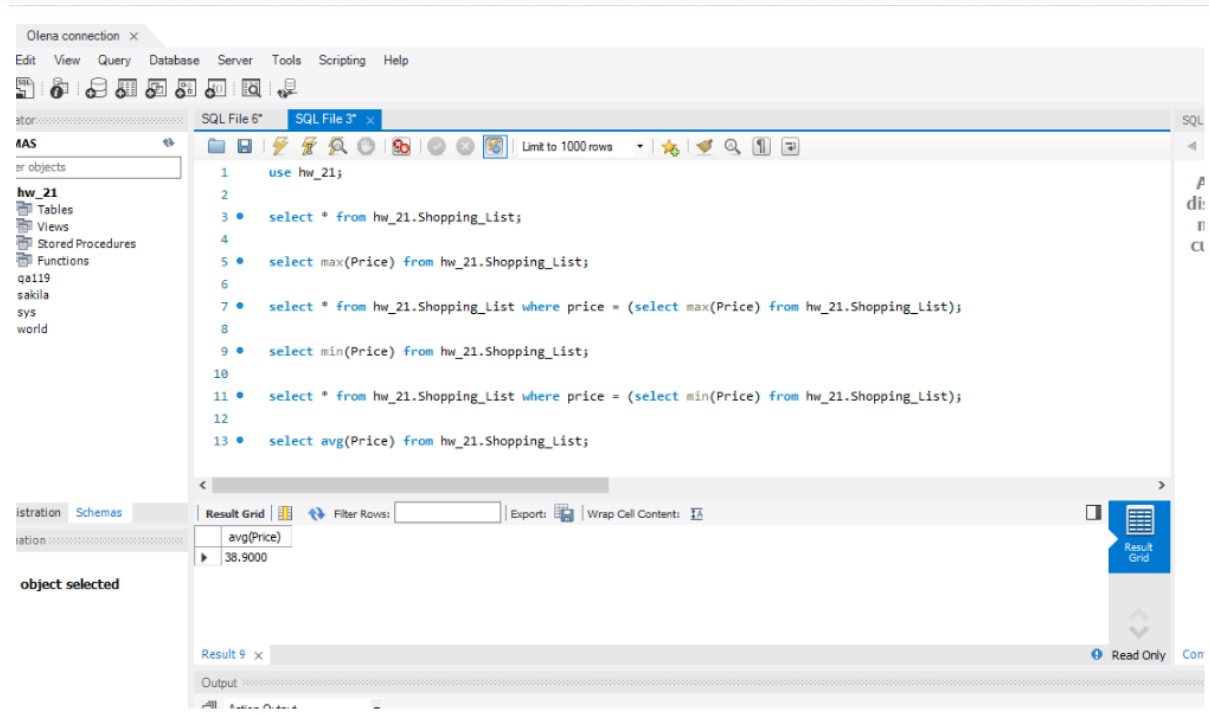 Olena connection ×
Edit View Query Database Server Tools Scripting Help
SQL File 6* SQL File 3* ×
SQL
Limit to 1000 rows
hw_21
Tables
Views
Stored Procedures
Functions
qa119
sakila
sys
world
1 use hw_21;
2
3 select * from hw_21.Shopping_List;
4
5 select max(Price) from hw_21.Shopping_List;
6
7 select * from hw_21.Shopping_List where price = (select max(Price) from hw_21.Shopping_List);
8
9 select min(Price) from hw_21.Shopping_List;
10
11 select * from hw_21.Shopping_List where price = (select min(Price) from hw_21.Shopping_List);
12
13 select avg(Price) from hw_21.Shopping_List;
istration Schemas
Result Grid Filter Rows: Export: Wrap Cell Content:
avg(Price)
38.9000
Result
Grid
object selected
Result 9 ×
Read Only
Output
Action Output